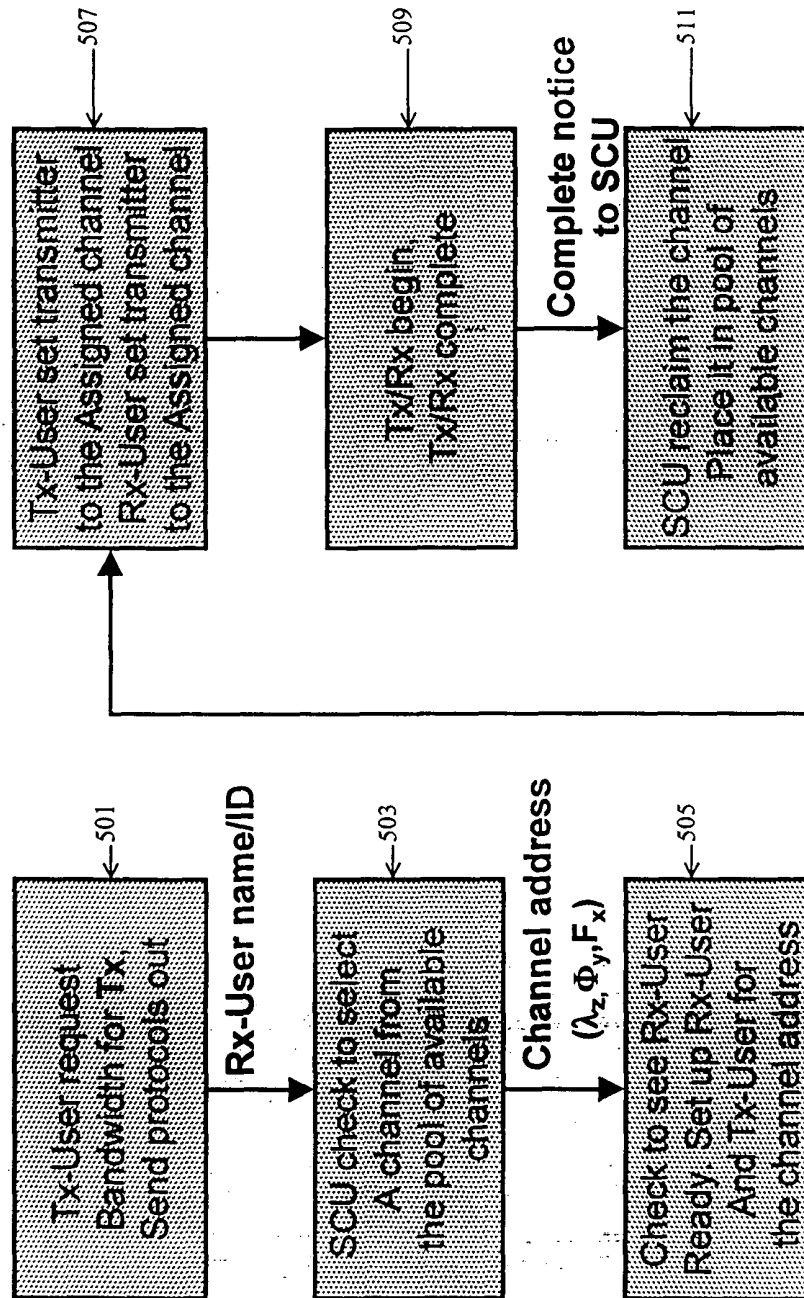 501
Tx-User request
Bandwidth for Tx,
Send protocols out
Rx-User name/ID
503
SCU check to select
A channel from
the pool of available
channels
Channel address
(λz, Φy, Fx)
505
Check to see Rx-User
Ready. Set up Rx-User
And Tx-User for
the channel address
507
Tx-User set transmitter
to the Assigned channel
Rx-User set transmitter
to the Assigned channel
509
Tx/Rx begin,
Tx/Rx complete
Complete notice
to SCU
511
SCU reclaim the channel
Place it in pool of
available channels